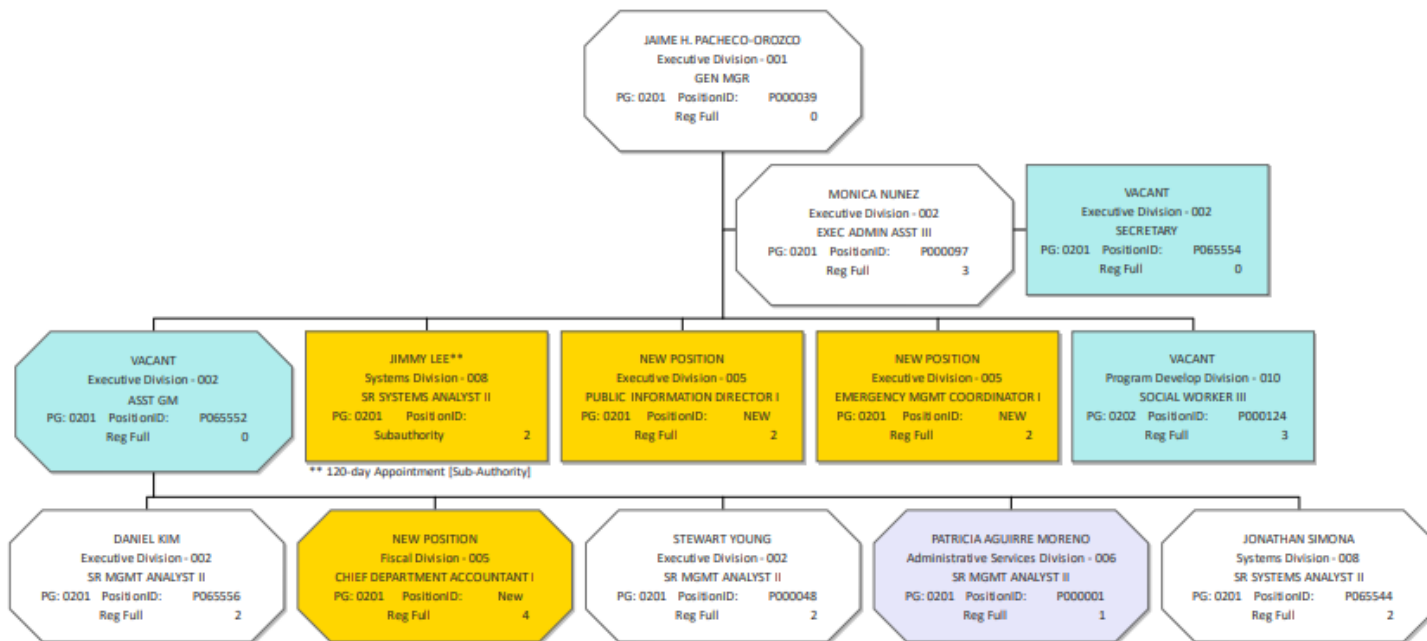 JAIME H. PACHECO-OROZCO
Executive Division - 001
GEN MGR
PG: 0201 PositionID: P000039
Reg Full 0
MONICA NUNEZ
Executive Division - 002
EXEC ADMIN ASST III
PG: 0201 PositionID: P000097
Reg Full 3
VACANT
Executive Division - 002
SECRETARY
PG: 0201 PositionID: P065554
Reg Full 0
VACANT
Executive Division - 002
ASST GM
PG: 0201 PositionID: P065552
Reg Full 0
JIMMY LEE**
Systems Division - 008
SR SYSTEMS ANALYST II
PG: 0201 PositionID:
Subauthority 2
** 120-day Appointment [Sub-Authority]
NEW POSITION
Executive Division - 005
PUBLIC INFORMATION DIRECTOR I
PG: 0201 PositionID: NEW
Reg Full 2
NEW POSITION
Executive Division - 005
EMERGENCY MGMT COORDINATOR I
PG: 0201 PositionID: NEW
Reg Full 2
VACANT
Program Develop Division - 010
SOCIAL WORKER III
PG: 0202 PositionID: P000124
Reg Full 3
DANIEL KIM
Executive Division - 002
SR MGMT ANALYST II
PG: 0201 PositionID: P065556
Reg Full 2
NEW POSITION
Fiscal Division - 005
CHIEF DEPARTMENT ACCOUNTANT I
PG: 0201 PositionID: New
Reg Full 4
STEWART YOUNG
Executive Division - 002
SR MGMT ANALYST II
PG: 0201 PositionID: P000048
Reg Full 2
PATRICIA AGUIRRE MORENO
Administrative Services Division - 006
SR MGMT ANALYST II
PG: 0201 PositionID: P000001
Reg Full 1
JONATHAN SIMONA
Systems Division - 008
SR SYSTEMS ANALYST II
PG: 0201 PositionID: P065544
Reg Full 2